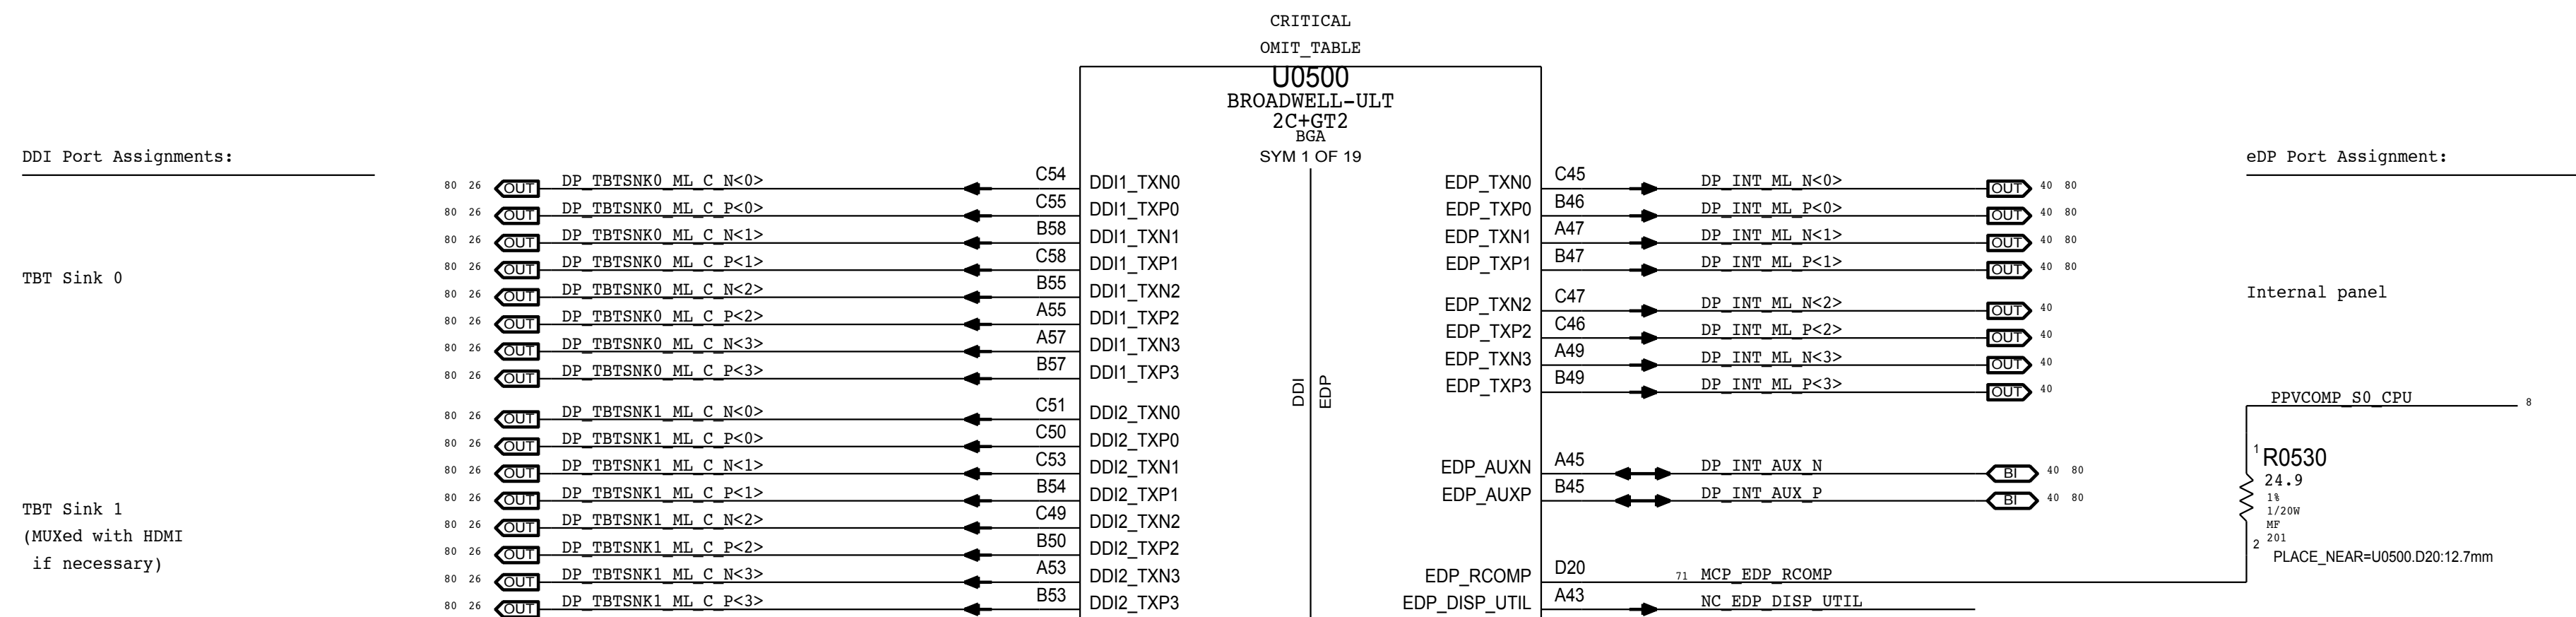 CRITICAL
OMIT_TABLE
U0500
BROADWELL-ULT
2C+GT2
BGA
SYM 1 OF 19
DDI Port Assignments:
eDP Port Assignment:
80 26 OUT DP_TBTSNK0_ML_C_N<0> C54 DDI1_TXN0 EDP_TXN0 C45 DP_INT_ML_N<0> OUT 40 80
80 26 OUT DP_TBTSNK0_ML_C_P<0> C55 DDI1_TXP0 EDP_TXP0 B46 DP_INT_ML_P<0> OUT 40 80
80 26 OUT DP_TBTSNK0_ML_C_N<1> B58 DDI1_TXN1 EDP_TXN1 A47 DP_INT_ML_N<1> OUT 40 80
80 26 OUT DP_TBTSNK0_ML_C_P<1> C58 DDI1_TXP1 EDP_TXP1 B47 DP_INT_ML_P<1> OUT 40 80
TBT Sink 0
80 26 OUT DP_TBTSNK0_ML_C_N<2> B55 DDI1_TXN2 EDP_TXN2 C47 DP_INT_ML_N<2> OUT 40
Internal panel
80 26 OUT DP_TBTSNK0_ML_C_P<2> A55 DDI1_TXP2 EDP_TXP2 C46 DP_INT_ML_P<2> OUT 40
80 26 OUT DP_TBTSNK0_ML_C_N<3> A57 DDI1_TXN3 EDP_TXN3 A49 DP_INT_ML_N<3> OUT 40
80 26 OUT DP_TBTSNK0_ML_C_P<3> B57 DDI1_TXP3 EDP_TXP3 B49 DP_INT_ML_P<3> OUT 40
DDI EDP
PPVCOMP_S0_CPU 8
80 26 OUT DP_TBTSNK1_ML_C_N<0> C51 DDI2_TXN0
80 26 OUT DP_TBTSNK1_ML_C_P<0> C50 DDI2_TXP0
80 26 OUT DP_TBTSNK1_ML_C_N<1> C53 DDI2_TXN1 EDP_AUXN A45 DP_INT_AUX_N BI 40 80
80 26 OUT DP_TBTSNK1_ML_C_P<1> B54 DDI2_TXP1 EDP_AUXP B45 DP_INT_AUX_P BI 40 80
1 R0530
24.9
1%
1/20W
MF
201
2
PLACE_NEAR=U0500.D20:12.7mm
TBT Sink 1
(MUXed with HDMI
if necessary)
80 26 OUT DP_TBTSNK1_ML_C_N<2> C49 DDI2_TXN2
80 26 OUT DP_TBTSNK1_ML_C_P<2> B50 DDI2_TXP2
80 26 OUT DP_TBTSNK1_ML_C_N<3> A53 DDI2_TXN3 EDP_RCOMP D20 71 MCP_EDP_RCOMP
80 26 OUT DP_TBTSNK1_ML_C_P<3> B53 DDI2_TXP3 EDP_DISP_UTIL A43 NC_EDP_DISP_UTIL